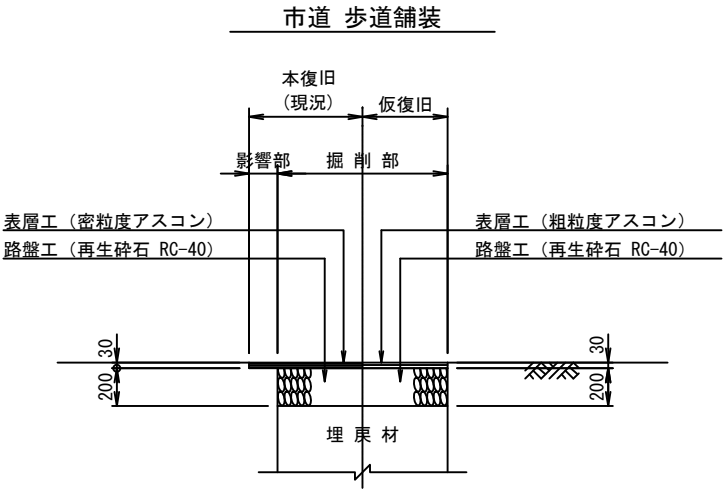 市道 歩道舗装
本復旧
（現況）
仮復旧
影響部
掘 削 部
表層工（密粒度アスコン）
表層工（粗粒度アスコン）
路盤工（再生砕石 RC-40）
路盤工（再生砕石 RC-40）
30
30
200
200
埋 戻 材